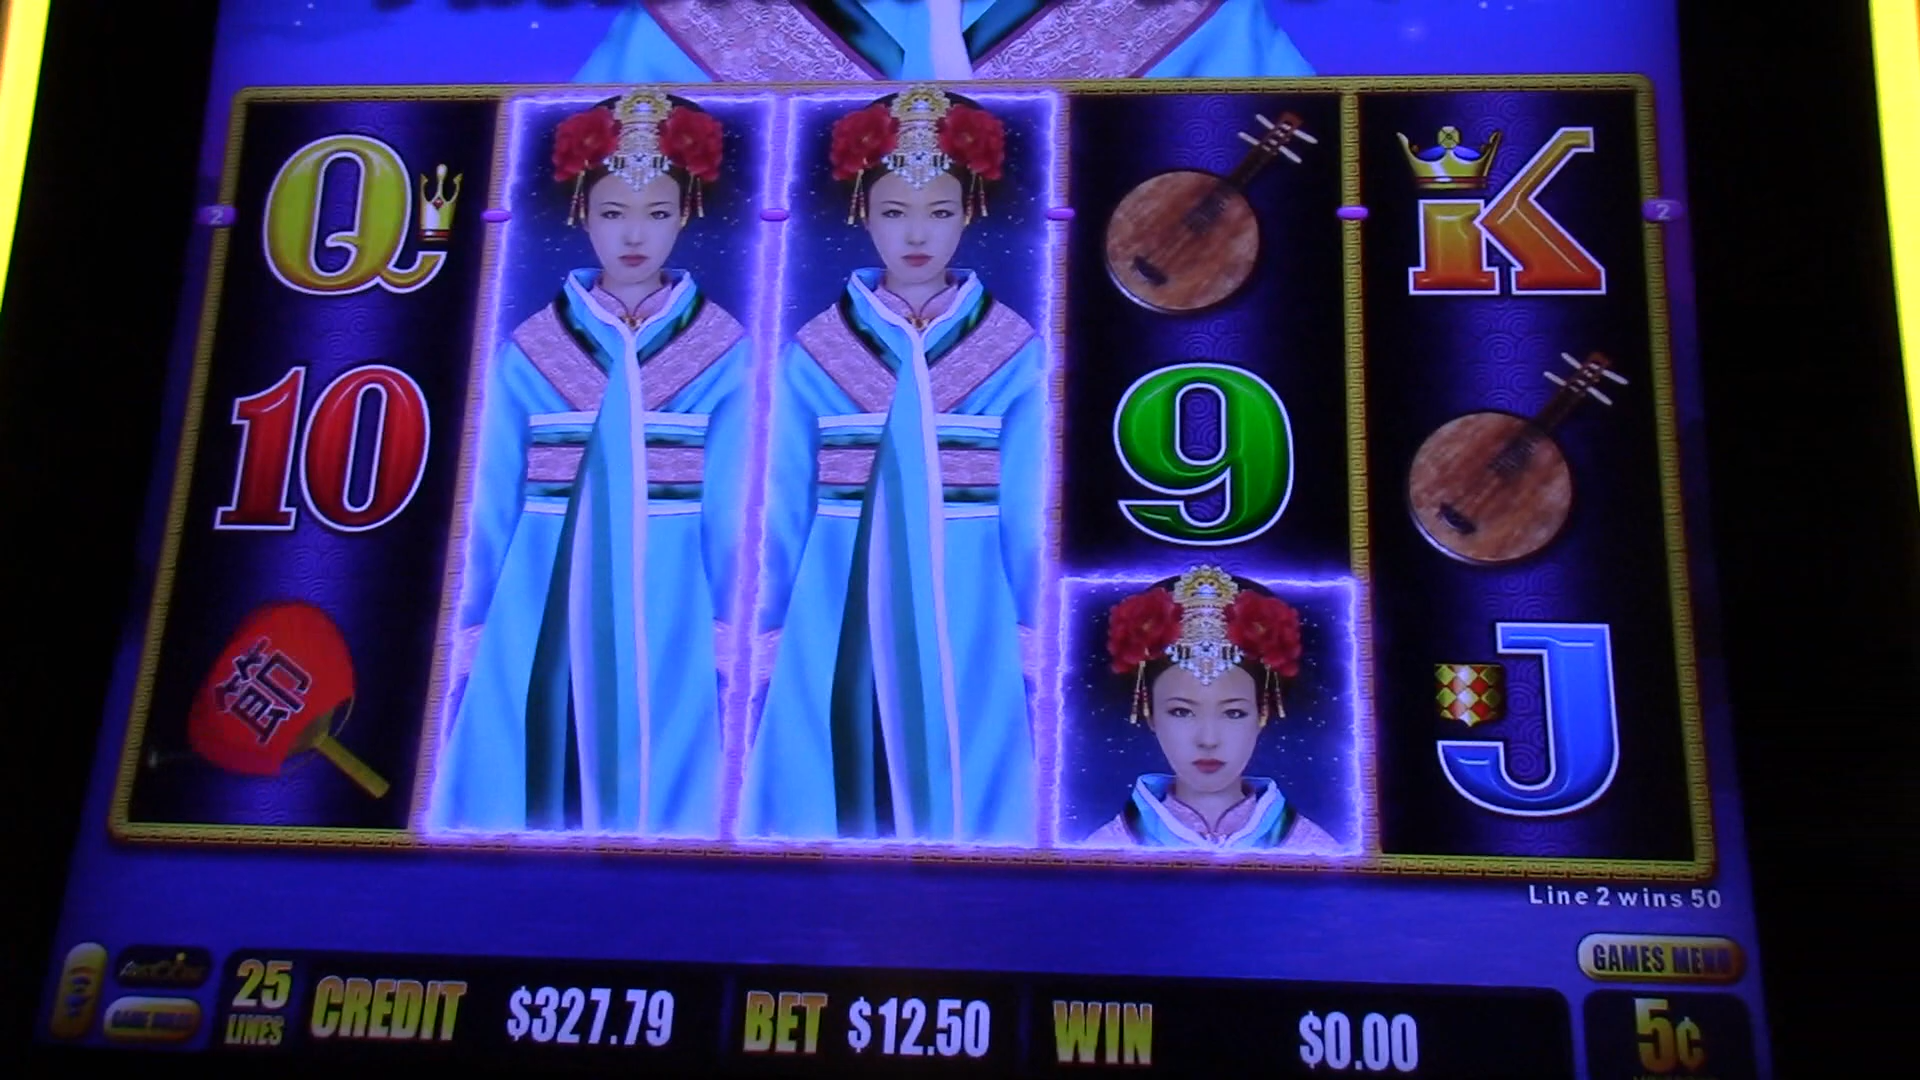 Q K
2 2
10 9
節 J
Line 2 wins 50
GAMES MENU
25 LINES CREDIT $327.79 BET $12.50 WIN $0.00 5¢